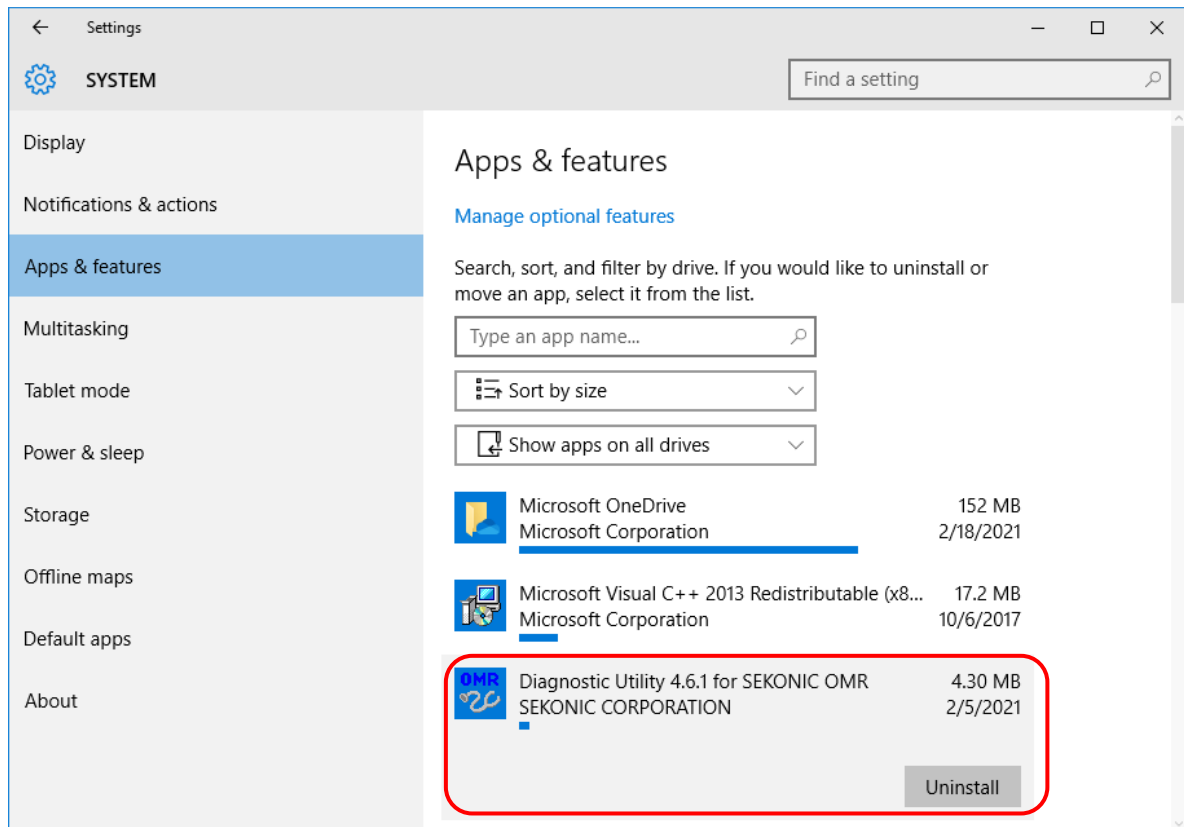 Settings
SYSTEM
Find a setting
Display
Notifications & actions
Apps & features
Multitasking
Tablet mode
Power & sleep
Storage
Offline maps
Default apps
About
Apps & features
Manage optional features
Search, sort, and filter by drive. If you would like to uninstall or
move an app, select it from the list.
Type an app name...
Sort by size
Show apps on all drives
Microsoft OneDrive 152 MB
Microsoft Corporation 2/18/2021
Microsoft Visual C++ 2013 Redistributable (x8... 17.2 MB
Microsoft Corporation 10/6/2017
OMR
Diagnostic Utility 4.6.1 for SEKONIC OMR 4.30 MB
SEKONIC CORPORATION 2/5/2021
Uninstall